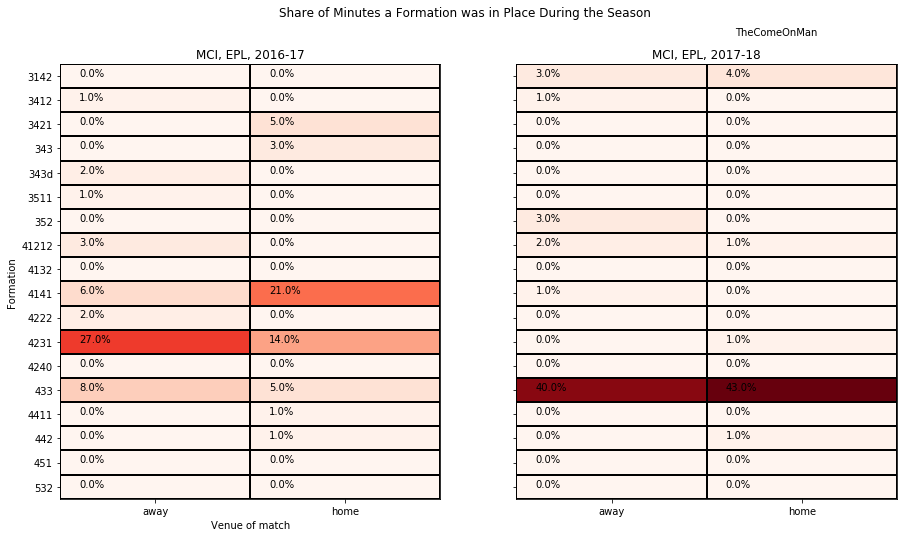 Share of Minutes a Formation was in Place During the Season
TheComeOnMan
MCI, EPL, 2016-17
MCI, EPL, 2017-18
3142 0.0% 0.0% 3.0% 4.0%
3412 1.0% 0.0% 1.0% 0.0%
3421 0.0% 5.0% 0.0% 0.0%
343 0.0% 3.0% 0.0% 0.0%
343d 2.0% 0.0% 0.0% 0.0%
3511 1.0% 0.0% 0.0% 0.0%
352 0.0% 0.0% 3.0% 0.0%
41212 3.0% 0.0% 2.0% 1.0%
4132 0.0% 0.0% 0.0% 0.0%
4141 6.0% 21.0% 1.0% 0.0%
4222 2.0% 0.0% 0.0% 0.0%
4231 27.0% 14.0% 0.0% 1.0%
4240 0.0% 0.0% 0.0% 0.0%
433 8.0% 5.0% 40.0% 43.0%
4411 0.0% 1.0% 0.0% 0.0%
442 0.0% 1.0% 0.0% 1.0%
451 0.0% 0.0% 0.0% 0.0%
532 0.0% 0.0% 0.0% 0.0%
Formation
away home away home
Venue of match